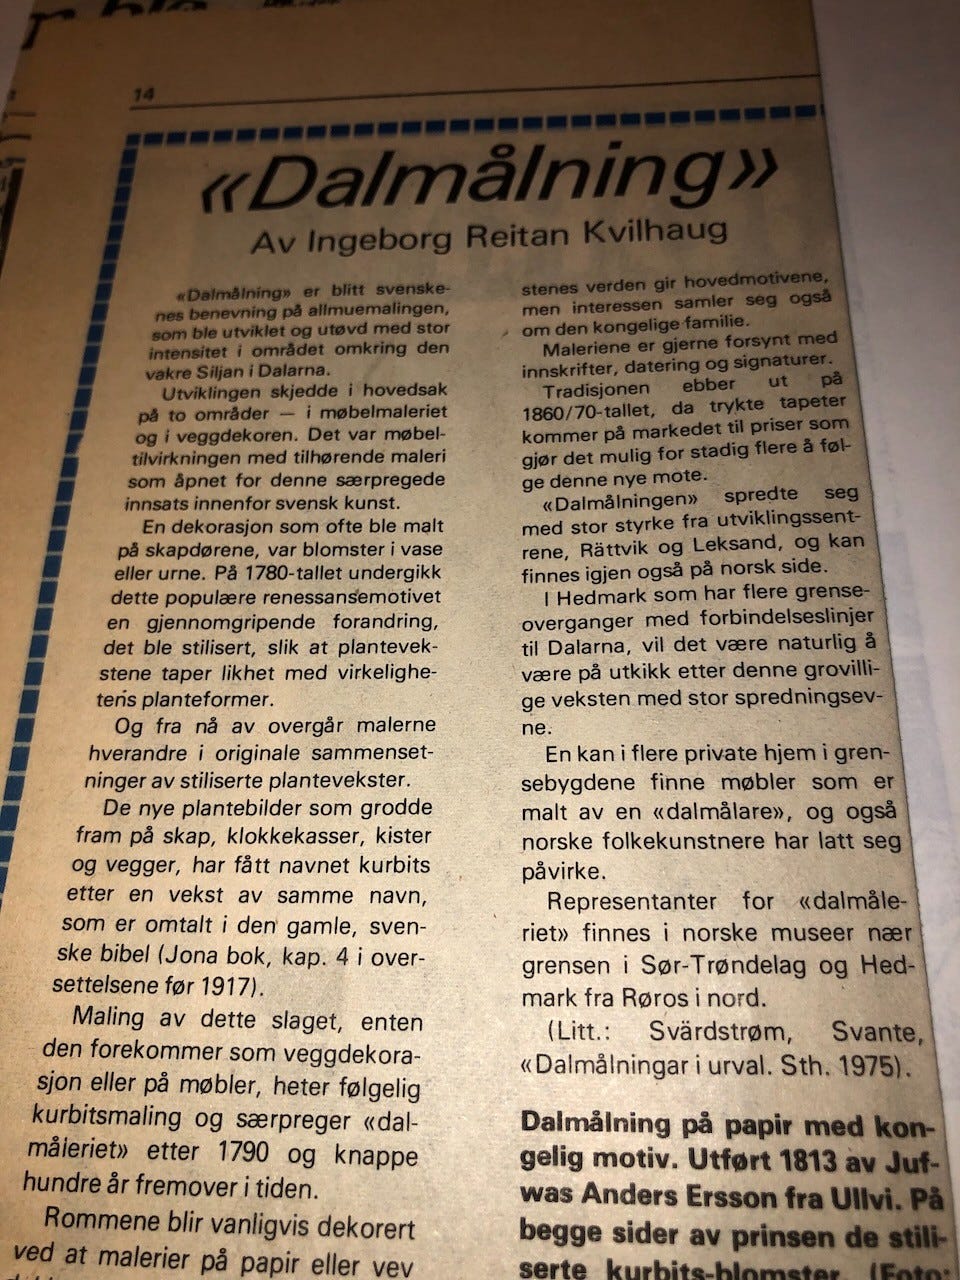 14
«Dalmålning»
Av Ingeborg Reitan Kvilhaug
«Dalmålning» er blitt svenske-
nes benevning på allmuemalingen,
som ble utviklet og utøvd med stor
intensitet i området omkring den
vakre Siljan i Dalarna.
Utviklingen skjedde i hovedsak
på to områder — i møbelmaleriet
og i veggdekoren. Det var møbel-
tilvirkningen med tilhørende maleri
som åpnet for denne særpregede
innsats innenfor svensk kunst.
En dekorasjon som ofte ble malt
på skapdørene, var blomster i vase
eller urne. På 1780-tallet undergikk
dette populære renessansemotivet
en gjennomgripende forandring,
det ble stilisert, slik at plantevek-
stene taper likhet med virkelighe-
tens planteformer.
Og fra nå av overgår malerne
hverandre i originale sammenset-
ninger av stiliserte plantevekster.
De nye plantebilder som grodde
fram på skap, klokkekasser, kister
og vegger, har fått navnet kurbits
etter en vekst av samme navn,
som er omtalt i den gamle, sven-
ske bibel (Jona bok, kap. 4 i over-
settelsene før 1917).
Maling av dette slaget, enten
den forekommer som veggdekora-
sjon eller på møbler, heter følgelig
kurbitsmaling og særpreger «dal-
måleriet» etter 1790 og knappe
hundre år fremover i tiden.
Rommene blir vanligvis dekorert
ved at malerier på papir eller vev
stenes verden gir hovedmotivene,
men interessen samler seg også
om den kongelige familie.
Maleriene er gjerne forsynt med
innskrifter, datering og signaturer.
Tradisjonen ebber ut på
1860/70-tallet, da trykte tapeter
kommer på markedet til priser som
gjør det mulig for stadig flere å føl-
ge denne nye mote.
«Dalmålningen» spredte seg
med stor styrke fra utviklingssent-
rene, Rättvik og Leksand, og kan
finnes igjen også på norsk side.
I Hedmark som har flere grense-
overganger med forbindelseslinjer
til Dalarna, vil det være naturlig å
være på utkikk etter denne grovilli-
ge veksten med stor spredningsev-
ne.
En kan i flere private hjem i gren-
sebygdene finne møbler som er
malt av en «dalmålare», og også
norske folkekunstnere har latt seg
påvirke.
Representanter for «dalmåle-
riet» finnes i norske museer nær
grensen i Sør-Trøndelag og Hed-
mark fra Røros i nord.
(Litt.: Svärdstrøm, Svante,
«Dalmålningar i urval. Sth. 1975).
Dalmålning på papir med kon-
gelig motiv. Utført 1813 av Juf-
was Anders Ersson fra Ullvi. På
begge sider av prinsen de stili-
serte kurbits-blomster. (Foto: